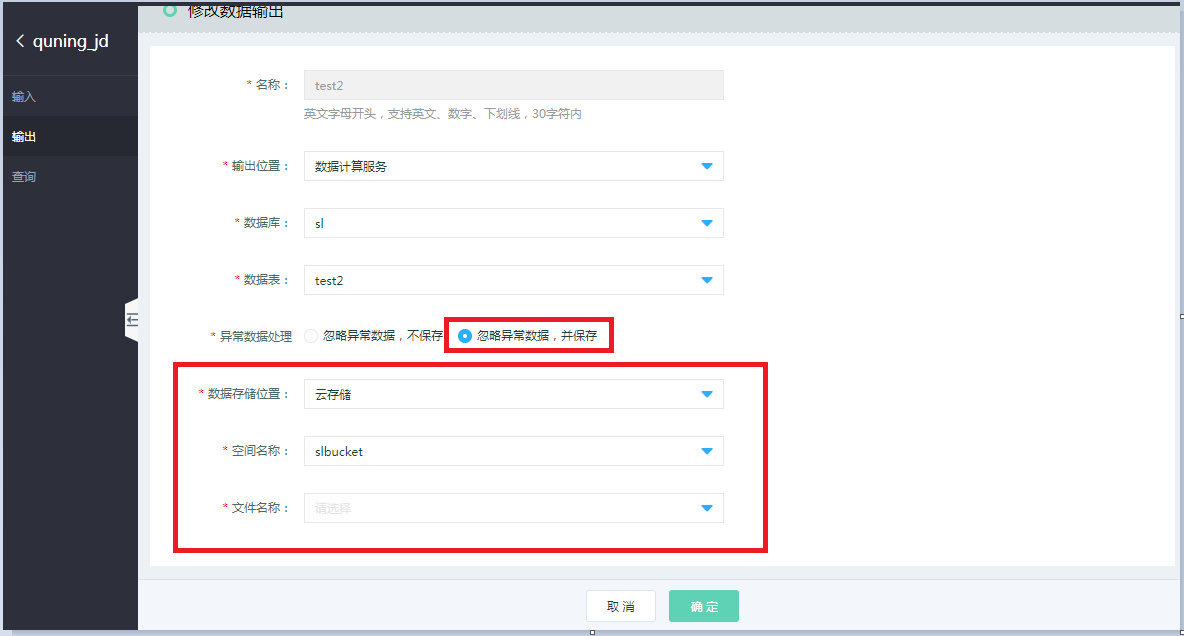 修改数据输出
quning_jd
输入
输出
查询
* 名称：
test2
英文字母开头，支持英文、数字、下划线，30字符内
* 输出位置：
数据计算服务
* 数据库：
sl
* 数据表：
test2
* 异常数据处理
忽略异常数据，不保存
忽略异常数据，并保存
* 数据存储位置：
云存储
* 空间名称：
slbucket
* 文件名称：
请选择
取 消
确 定